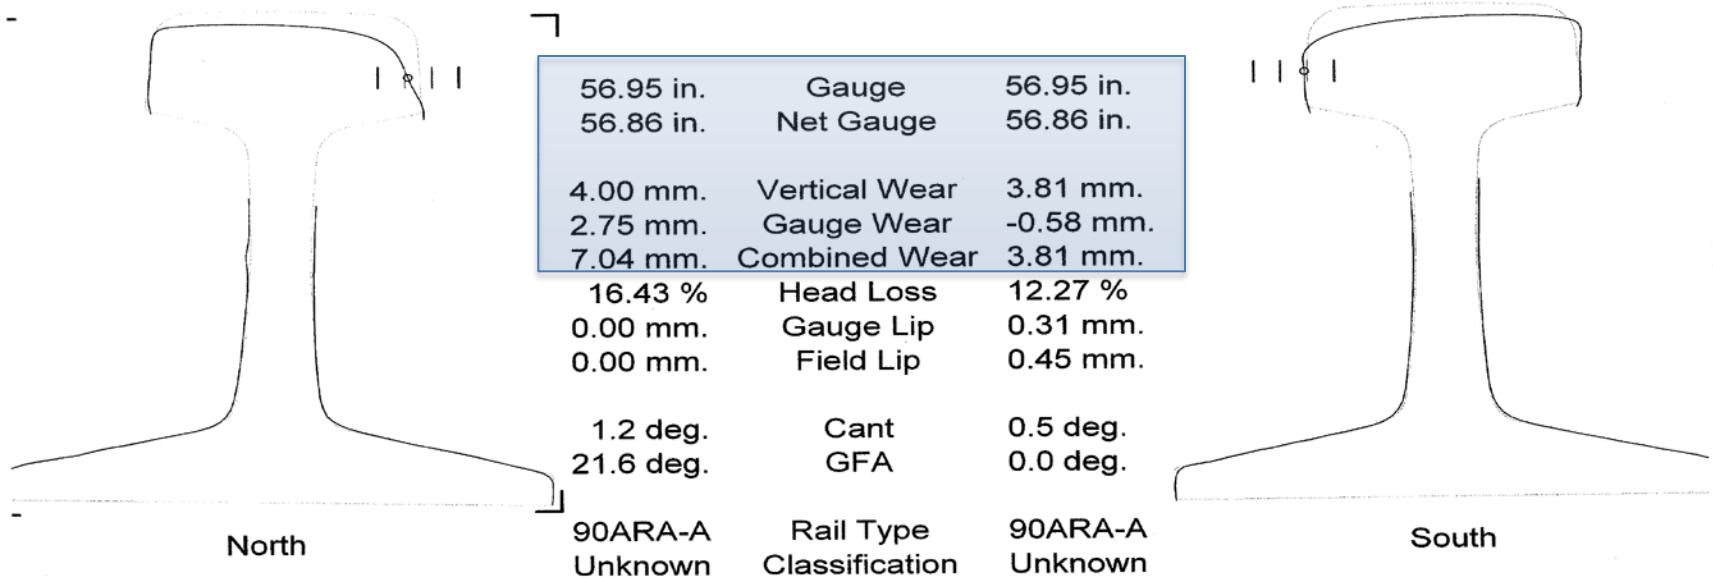 56.95 in. Gauge 56.95 in.
56.86 in. Net Gauge 56.86 in.
4.00 mm. Vertical Wear 3.81 mm.
2.75 mm. Gauge Wear -0.58 mm.
7.04 mm. Combined Wear 3.81 mm.
16.43 % Head Loss 12.27 %
0.00 mm. Gauge Lip 0.31 mm.
0.00 mm. Field Lip 0.45 mm.
1.2 deg. Cant 0.5 deg.
21.6 deg. GFA 0.0 deg.
90ARA-A Rail Type 90ARA-A
Unknown Classification Unknown
North
South